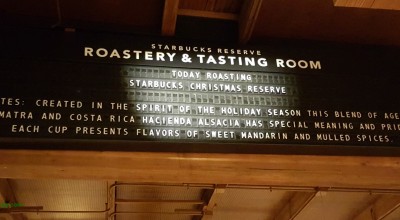 STARBUCKS RESERVE
ROASTERY & TASTING ROOM
TODAY ROASTING
STARBUCKS CHRISTMAS RESERVE
TES: CREATED IN THE SPIRIT OF THE HOLIDAY SEASON THIS BLEND OF AGE
MATRA AND COSTA RICA HACIENDA ALSACIA HAS SPECIAL MEANING AND PRID
EACH CUP PRESENTS FLAVORS OF SWEET MANDARIN AND MULLED SPICES.